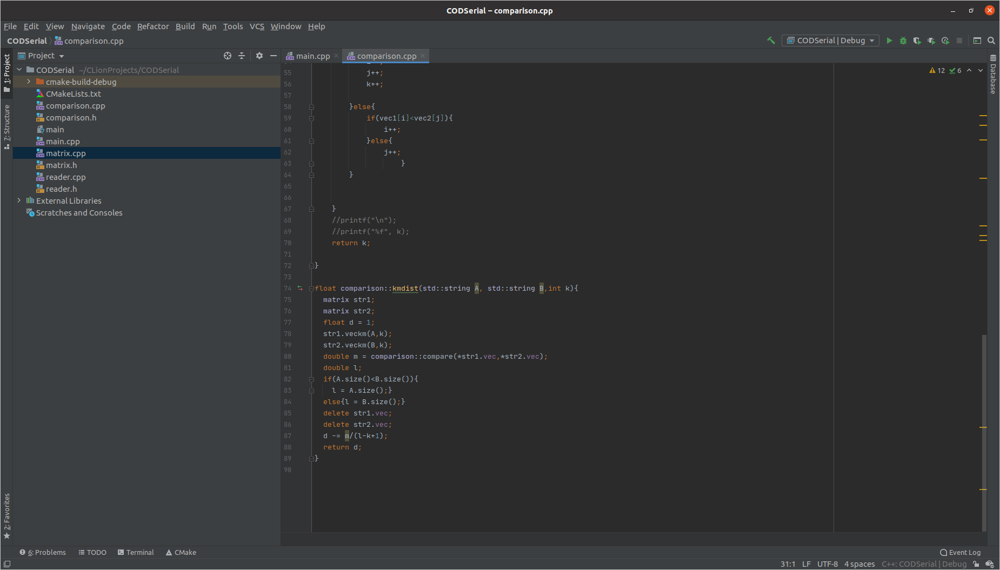 CODSerial – comparison.cpp
File Edit View Navigate Code Refactor Build Run Tools VCS Window Help
CODSerial comparison.cpp
CODSerial | Debug
1: Project
7: Structure
2: Favorites
Project
CODSerial ~/CLionProjects/CODSerial
cmake-build-debug
CMakeLists.txt
comparison.cpp
comparison.h
main
main.cpp
matrix.cpp
matrix.h
reader.cpp
reader.h
External Libraries
Scratches and Consoles
main.cpp comparison.cpp
12 6
Database
55 j++;
56 k++;
57
58 }else{
59 if(vec1[i]<vec2[j]){
60 i++;
61 }else{
62 j++;
63 }
64 }
65
66
67 }
68 //printf("\n");
69 //printf("%f", k);
70 return k;
71
72 }
73
74 float comparison::kmdist(std::string A, std::string B,int k){
75 matrix str1;
76 matrix str2;
77 float d = 1;
78 str1.veckm(A,k);
79 str2.veckm(B,k);
80 double m = comparison::compare(*str1.vec,*str2.vec);
81 double l;
82 if(A.size()<B.size()){
83 l = A.size();}
84 else{l = B.size();}
85 delete str1.vec;
86 delete str2.vec;
87 d -= m/(l-k+1);
88 return d;
89 }
90
6: Problems TODO Terminal CMake Event Log
31:1 LF UTF-8 4 spaces C++: CODSerial | Debug